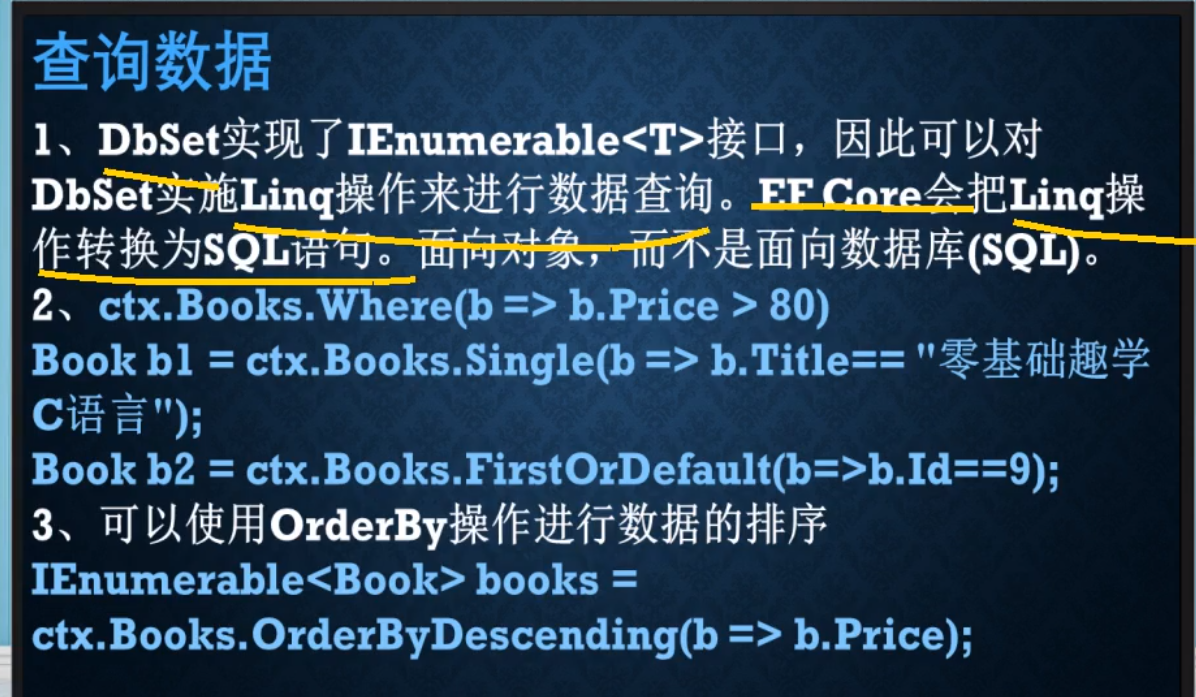 查询数据
1、DbSet实现了IEnumerable<T>接口，因此可以对
DbSet实施Linq操作来进行数据查询。EF Core会把Linq操
作转换为SQL语句。面向对象，而不是面向数据库(SQL)。
2、ctx.Books.Where(b => b.Price > 80)
Book b1 = ctx.Books.Single(b => b.Title== "零基础趣学
C语言");
Book b2 = ctx.Books.FirstOrDefault(b=>b.Id==9);
3、可以使用OrderBy操作进行数据的排序
IEnumerable<Book> books =
ctx.Books.OrderByDescending(b => b.Price);